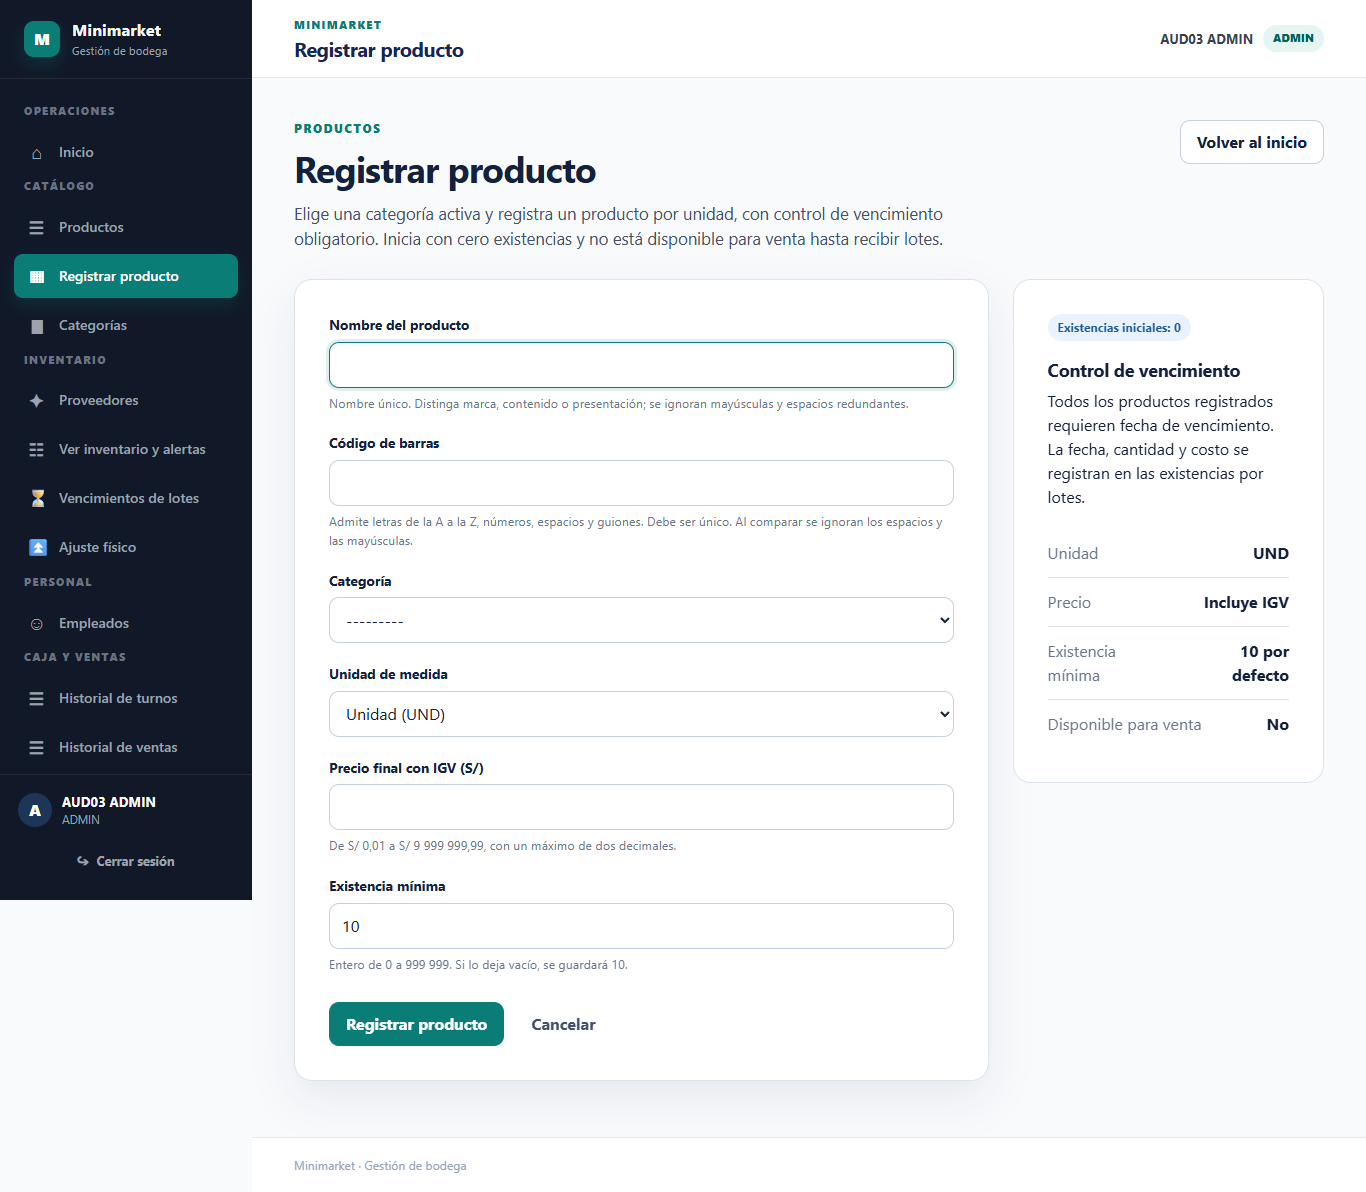 M
Minimarket
Gestión de bodega
OPERACIONES
Inicio
CATÁLOGO
Productos
Registrar producto
Categorías
INVENTARIO
Proveedores
Ver inventario y alertas
Vencimientos de lotes
Ajuste físico
PERSONAL
Empleados
CAJA Y VENTAS
Historial de turnos
Historial de ventas
A
AUD03 ADMIN
ADMIN
Cerrar sesión
MINIMARKET
Registrar producto
AUD03 ADMIN
ADMIN
PRODUCTOS
Registrar producto
Elige una categoría activa y registra un producto por unidad, con control de vencimiento
obligatorio. Inicia con cero existencias y no está disponible para venta hasta recibir lotes.
Volver al inicio
Nombre del producto
Nombre único. Distinga marca, contenido o presentación; se ignoran mayúsculas y espacios redundantes.
Código de barras
Admite letras de la A a la Z, números, espacios y guiones. Debe ser único. Al comparar se ignoran los espacios y
las mayúsculas.
Categoría
---------
Unidad de medida
Unidad (UND)
Precio final con IGV (S/)
De S/ 0,01 a S/ 9 999 999,99, con un máximo de dos decimales.
Existencia mínima
10
Entero de 0 a 999 999. Si lo deja vacío, se guardará 10.
Registrar producto
Cancelar
Existencias iniciales: 0
Control de vencimiento
Todos los productos registrados
requieren fecha de vencimiento.
La fecha, cantidad y costo se
registran en las existencias por
lotes.
Unidad UND
Precio Incluye IGV
Existencia 10 por
mínima defecto
Disponible para venta No
Minimarket · Gestión de bodega